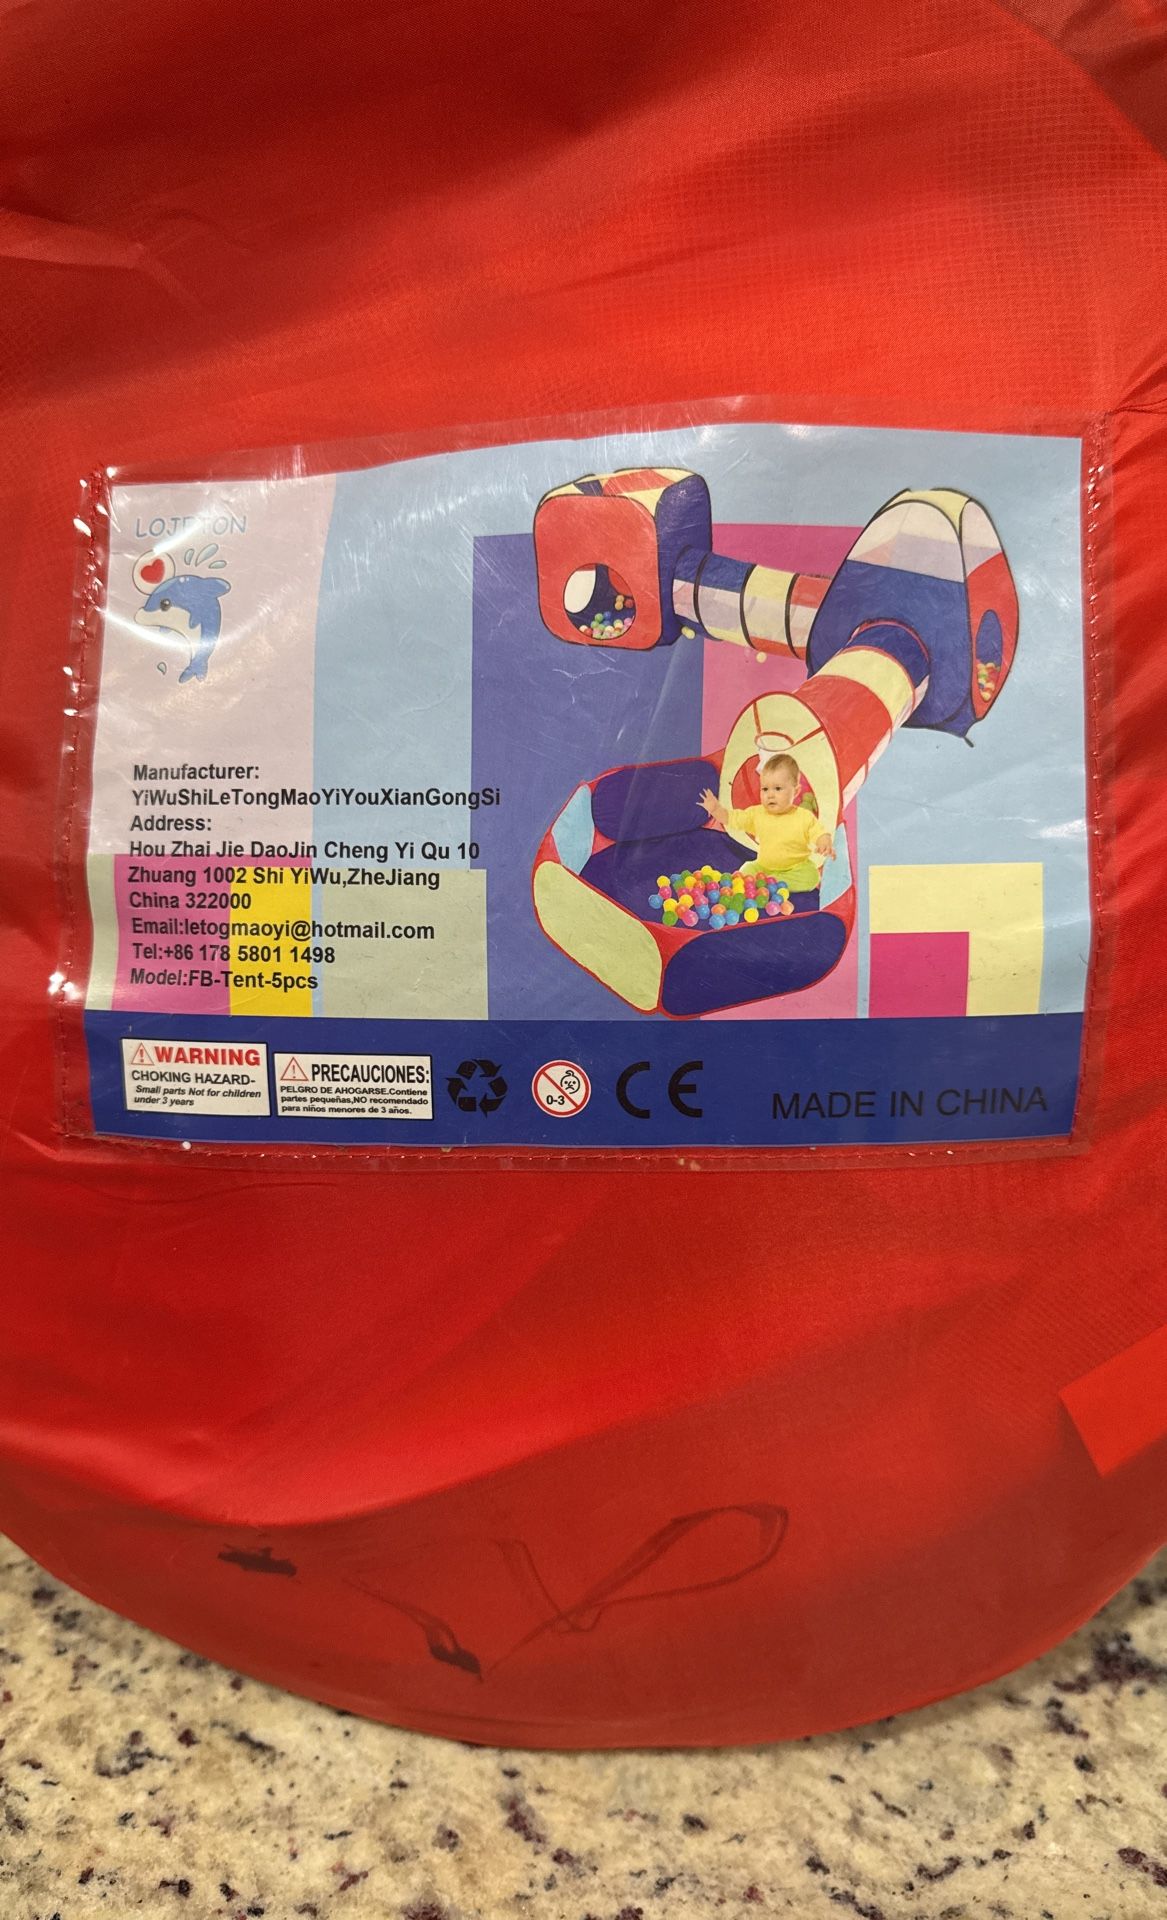 Manufacturer:
YiWuShiLeTongMaoYiYouXianGongSi
Address:
Hou Zhai Jie DaoJin Cheng Yi Qu 10
Zhuang 1002 Shi YiWu,ZheJiang
China 322000
Email:letogmaoyi@hotmail.com
Tel:+86 178 5801 1498
Model:FB-Tent-5pcs
WARNING
CHOKING HAZARD-
Small parts Not for children
under 3 years
PRECAUCIONES:
PELGRO DE AHOGARSE.Contiene
partes pequeñas,NO recomendado
para niños menores de 3 años.
0-3
CE
MADE IN CHINA